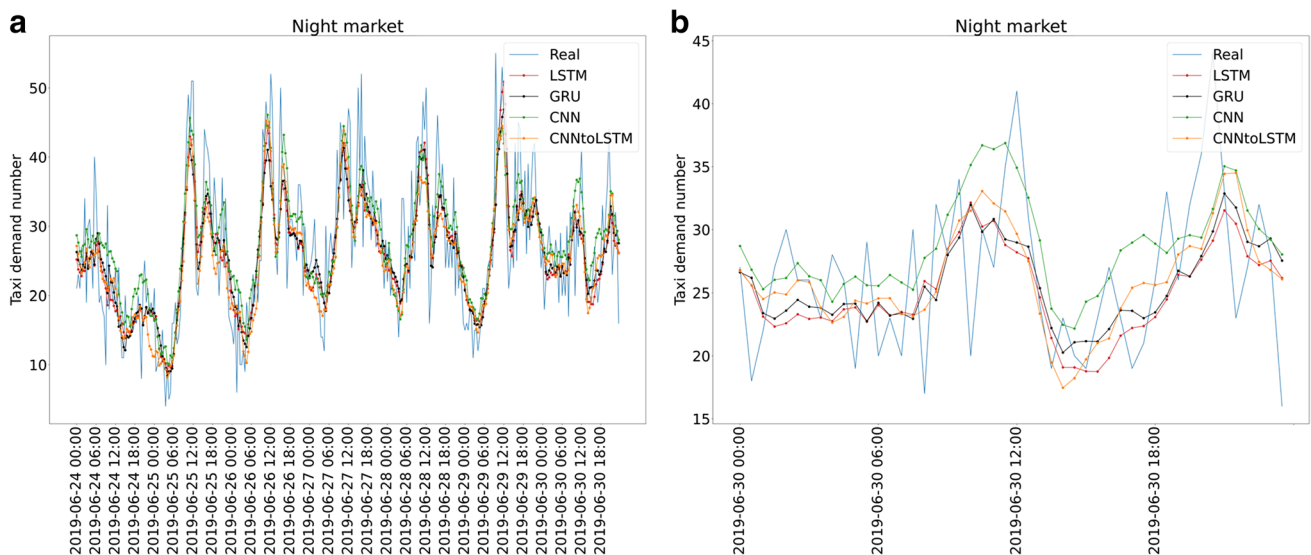 a
Night market
Taxi demand number
50
40
30
20
10
Real
LSTM
GRU
CNN
CNNtoLSTM
2019-06-24 00:00
2019-06-24 06:00
2019-06-24 12:00
2019-06-24 18:00
2019-06-25 00:00
2019-06-25 06:00
2019-06-25 12:00
2019-06-25 18:00
2019-06-26 00:00
2019-06-26 06:00
2019-06-26 12:00
2019-06-26 18:00
2019-06-27 00:00
2019-06-27 06:00
2019-06-27 12:00
2019-06-27 18:00
2019-06-28 00:00
2019-06-28 06:00
2019-06-28 12:00
2019-06-28 18:00
2019-06-29 00:00
2019-06-29 06:00
2019-06-29 12:00
2019-06-29 18:00
2019-06-30 00:00
2019-06-30 06:00
2019-06-30 12:00
2019-06-30 18:00
b
Night market
Taxi demand number
45
40
35
30
25
20
15
Real
LSTM
GRU
CNN
CNNtoLSTM
2019-06-30 00:00
2019-06-30 06:00
2019-06-30 12:00
2019-06-30 18:00